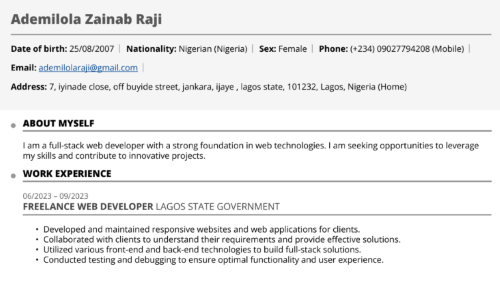 Ademilola Zainab Raji
Date of birth: 25/08/2007 | Nationality: Nigerian (Nigeria) | Sex: Female | Phone: (+234) 09027794208 (Mobile) |
Email: ademilolaraji@gmail.com |
Address: 7, iyinade close, off buyide street, jankara, ijaye , lagos state, 101232, Lagos, Nigeria (Home)
ABOUT MYSELF
I am a full-stack web developer with a strong foundation in web technologies. I am seeking opportunities to leverage
my skills and contribute to innovative projects.
WORK EXPERIENCE
06/2023 – 09/2023
FREELANCE WEB DEVELOPER LAGOS STATE GOVERNMENT
• Developed and maintained responsive websites and web applications for clients.
• Collaborated with clients to understand their requirements and provide effective solutions.
• Utilized various front-end and back-end technologies to build full-stack solutions.
• Conducted testing and debugging to ensure optimal functionality and user experience.